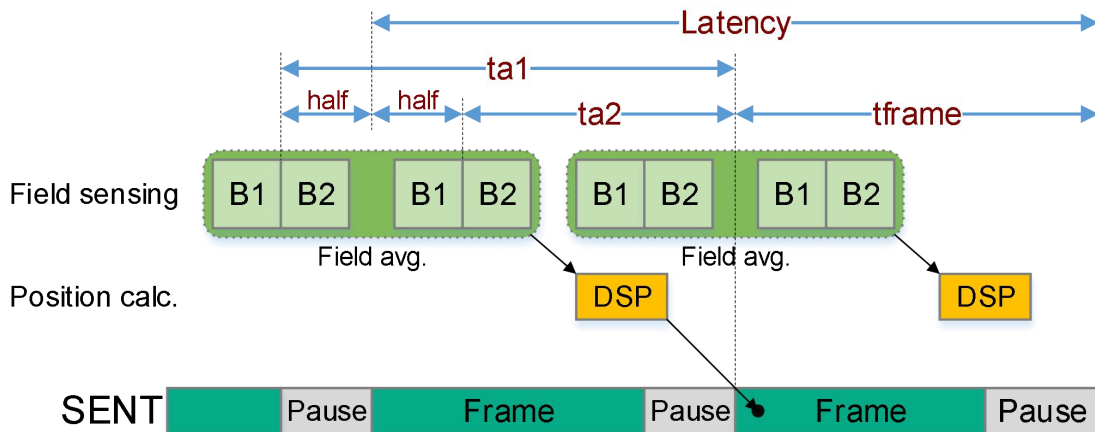 Latency
ta1
half half ta2 tframe
Field sensing B1 B2 B1 B2 B1 B2 B1 B2
Field avg. Field avg.
Position calc. DSP DSP
SENT Pause Frame Pause Frame Pause